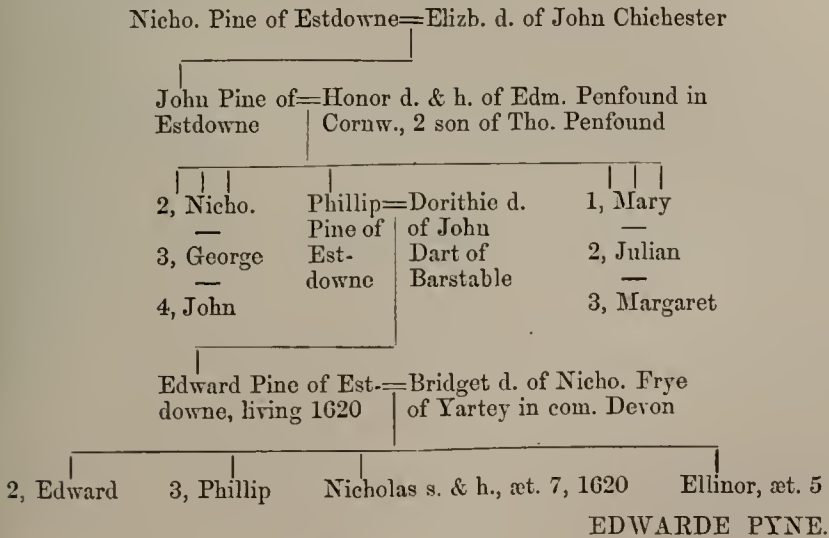 Nicho. Pine of Estdowne=Elizb. d. of John Chichester
John Pine of=Honor d. & h. of Edm. Penfound in
Estdowne Cornw., 2 son of Tho. Penfound
2, Nicho. Phillip=Dorithie d. 1, Mary
Pine of of John
3, George Est- Dart of 2, Julian
downe Barstable
4, John 3, Margaret
Edward Pine of Est-=Bridget d. of Nicho. Frye
downe, living 1620 of Yartey in com. Devon
2, Edward 3, Phillip Nicholas s. & h., æt. 7, 1620 Ellinor, æt. 5
EDWARDE PYNE.